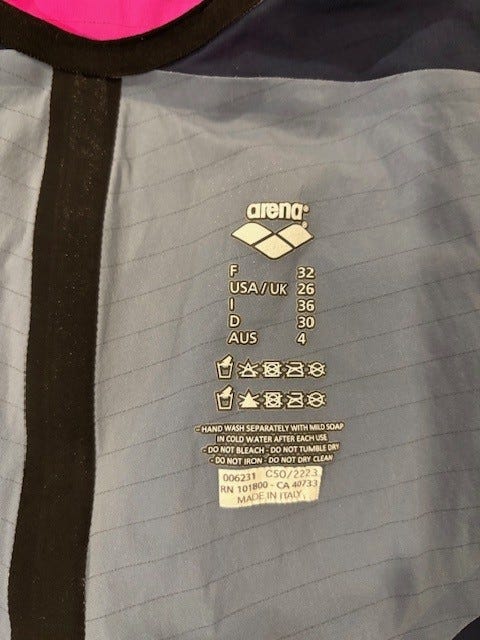 arena®
®
F 32
USA/UK 26
I 36
D 30
AUS 4
- HAND WASH SEPARATELY WITH MILD SOAP
IN COLD WATER AFTER EACH USE
- DO NOT BLEACH - DO NOT TUMBLE DRY
- DO NOT IRON - DO NOT DRY CLEAN
006231 C50/2223
RN 101800 - CA 40733
MADE IN ITALY